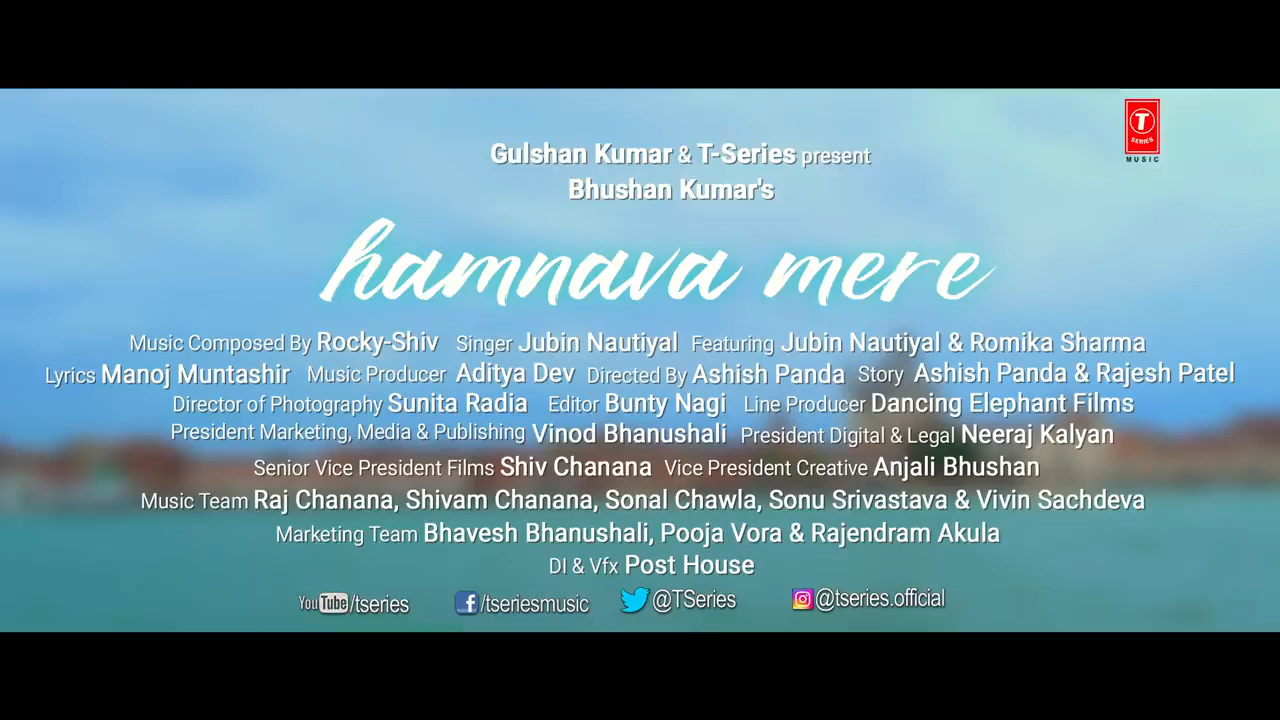 T
SERIES
MUSIC
Gulshan Kumar & T-Series present
Bhushan Kumar's
hamnava mere
Music Composed By Rocky-Shiv Singer Jubin Nautiyal Featuring Jubin Nautiyal & Romika Sharma
Lyrics Manoj Muntashir Music Producer Aditya Dev Directed By Ashish Panda Story Ashish Panda & Rajesh Patel
Director of Photography Sunita Radia Editor Bunty Nagi Line Producer Dancing Elephant Films
President Marketing, Media & Publishing Vinod Bhanushali President Digital & Legal Neeraj Kalyan
Senior Vice President Films Shiv Chanana Vice President Creative Anjali Bhushan
Music Team Raj Chanana, Shivam Chanana, Sonal Chawla, Sonu Srivastava & Vivin Sachdeva
Marketing Team Bhavesh Bhanushali, Pooja Vora & Rajendram Akula
DI & Vfx Post House
YouTube/tseries f/tseriesmusic @TSeries @tseries.official